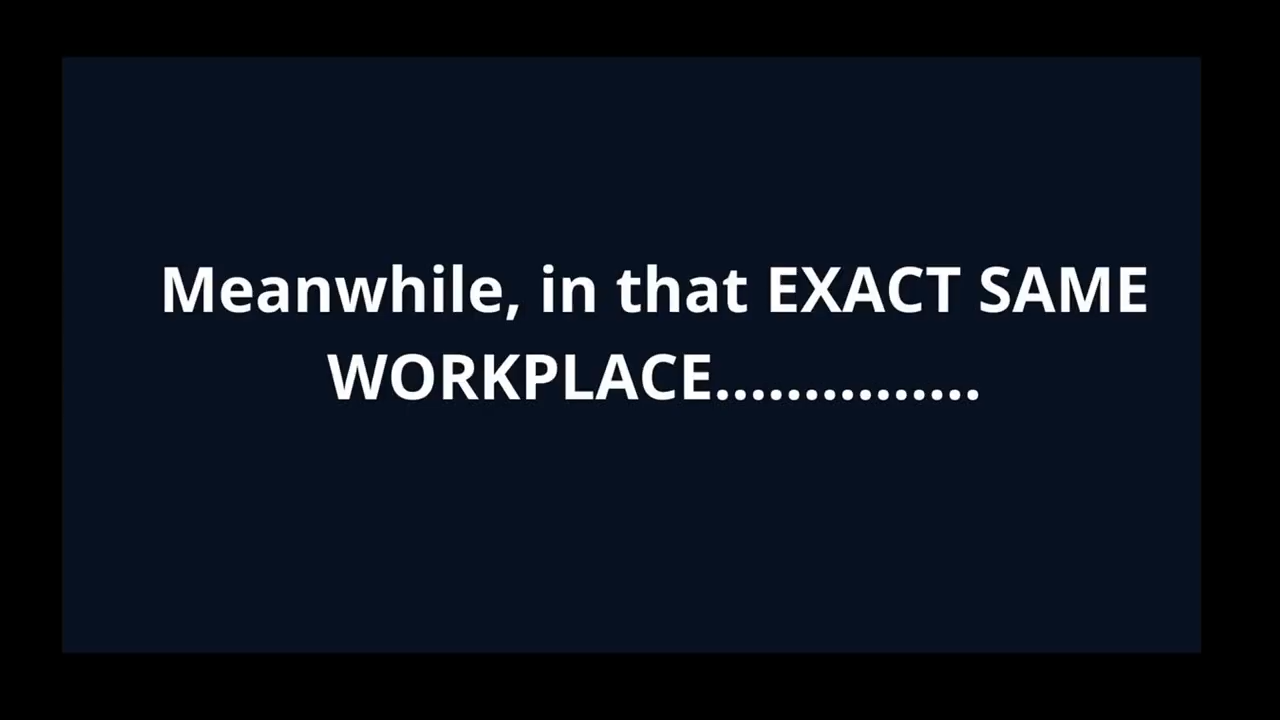 Meanwhile, in that EXACT SAME
WORKPLACE...............